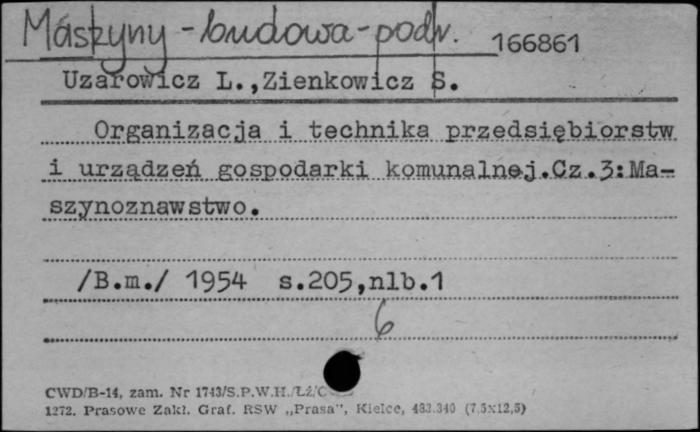 Maszyny - budowa - podr. 166861
Uzarowicz L.,Zienkowicz S.
Organizacja i technika przedsiębiorstw
i urządzeń gospodarki komunalnej.Cz.3:Ma-
szynoznawstwo.
/B.m./ 1954 s.205,nlb.1
6
CWD/B-14, zam. Nr 1743/S.P.W.H./Łź/C
1272. Prasowe Zakł. Graf. RSW „Prasa”, Kielce, 483.340 (7,5x12,5)